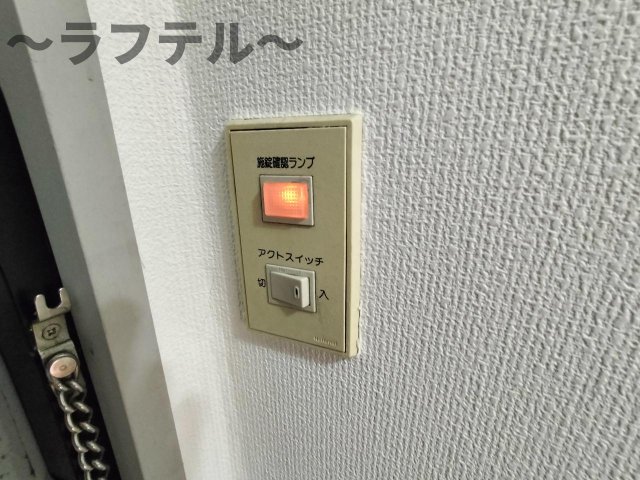 ～ラフテル～
施錠確認ランプ
アクトスイッチ
切
入
National